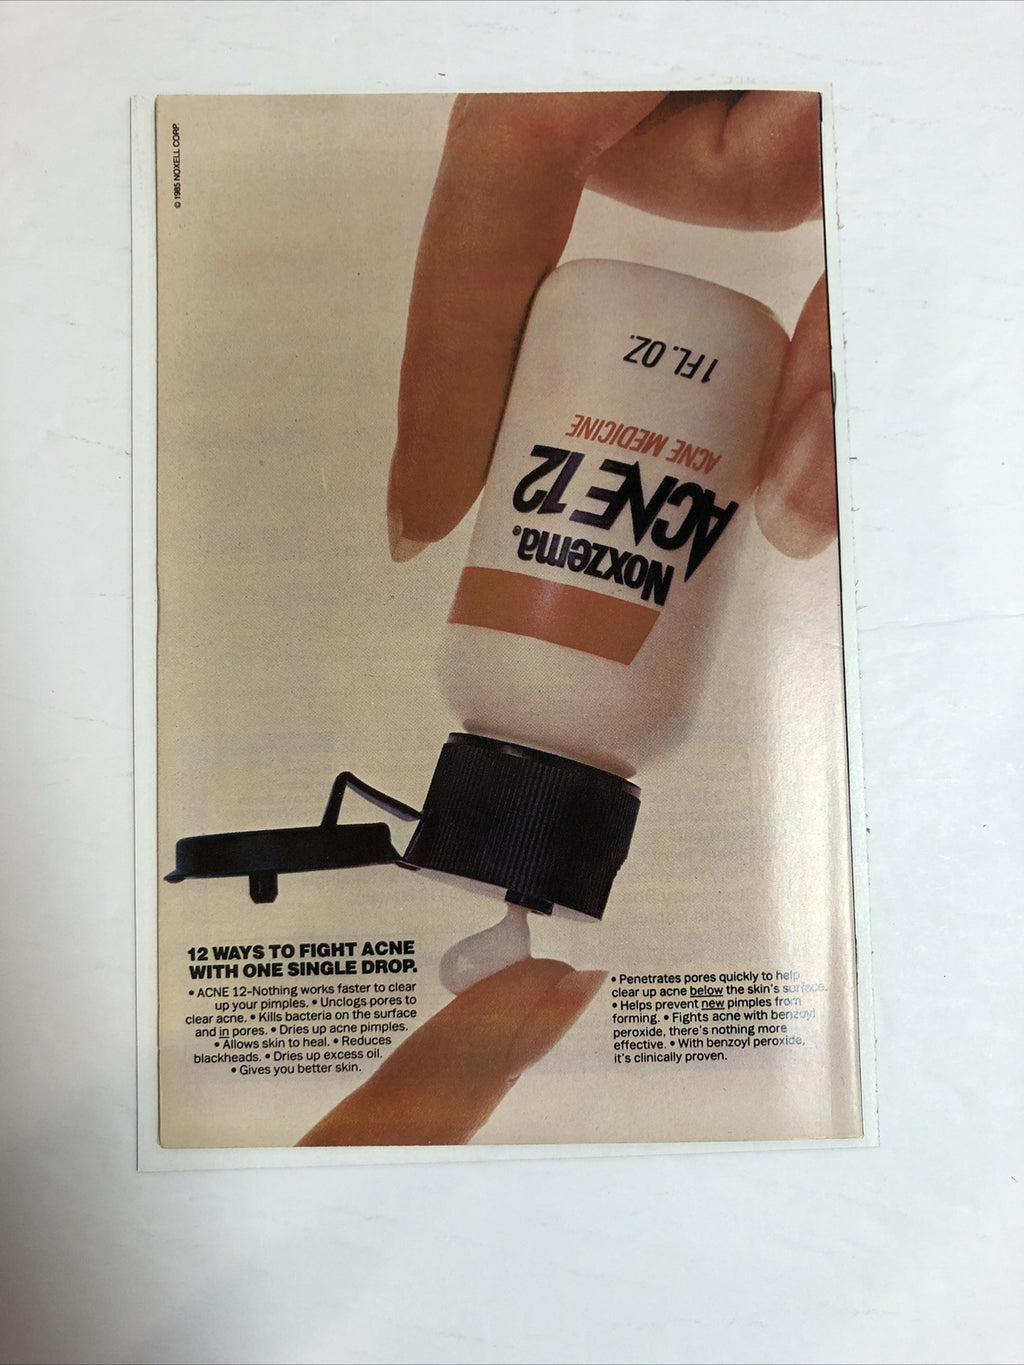 © 1985 NOXELL CORP.
1 FL. OZ.
ACNE MEDICINE
ACNE 12
Noxzema®
12 WAYS TO FIGHT ACNE
WITH ONE SINGLE DROP.
• ACNE 12-Nothing works faster to clear
up your pimples. • Unclogs pores to
clear acne. • Kills bacteria on the surface
and in pores. • Dries up acne pimples.
• Allows skin to heal. • Reduces
blackheads. • Dries up excess oil.
• Gives you better skin.
• Penetrates pores quickly to help
clear up acne below the skin's surface.
• Helps prevent new pimples from
forming. • Fights acne with benzoyl
peroxide, there's nothing more
effective. • With benzoyl peroxide,
it's clinically proven.